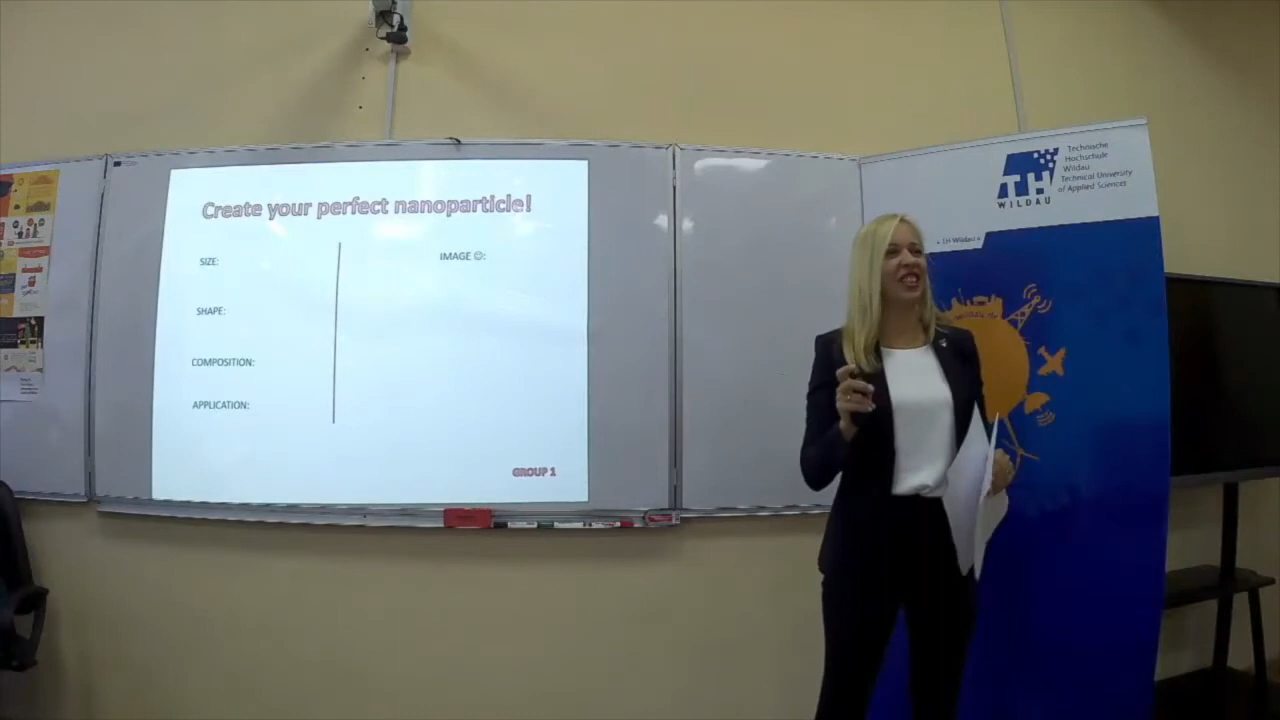 Create your perfect nanoparticle!
SIZE:
SHAPE:
COMPOSITION:
APPLICATION:
IMAGE ☺:
GROUP 1
TH
WILDAU
Technische
Hochschule
Wildau
Technical University
of Applied Sciences